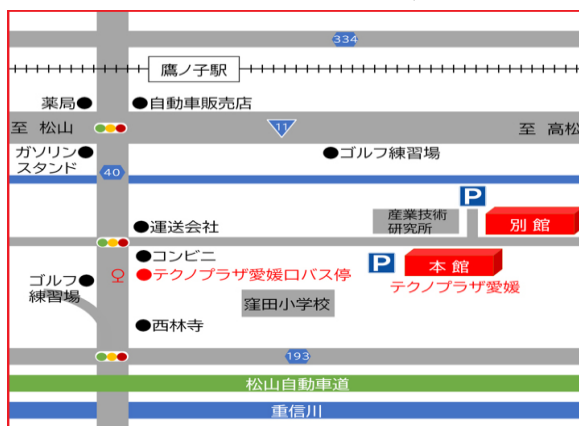 334
鷹ノ子駅
薬局
自動車販売店
至 松山
11
至 高松
ガソリン
スタンド
ゴルフ練習場
40
P
運送会社
産業技術
研究所
別館
コンビニ
P
本館
テクノプラザ愛媛口バス停
テクノプラザ愛媛
ゴルフ
練習場
窪田小学校
西林寺
193
松山自動車道
重信川